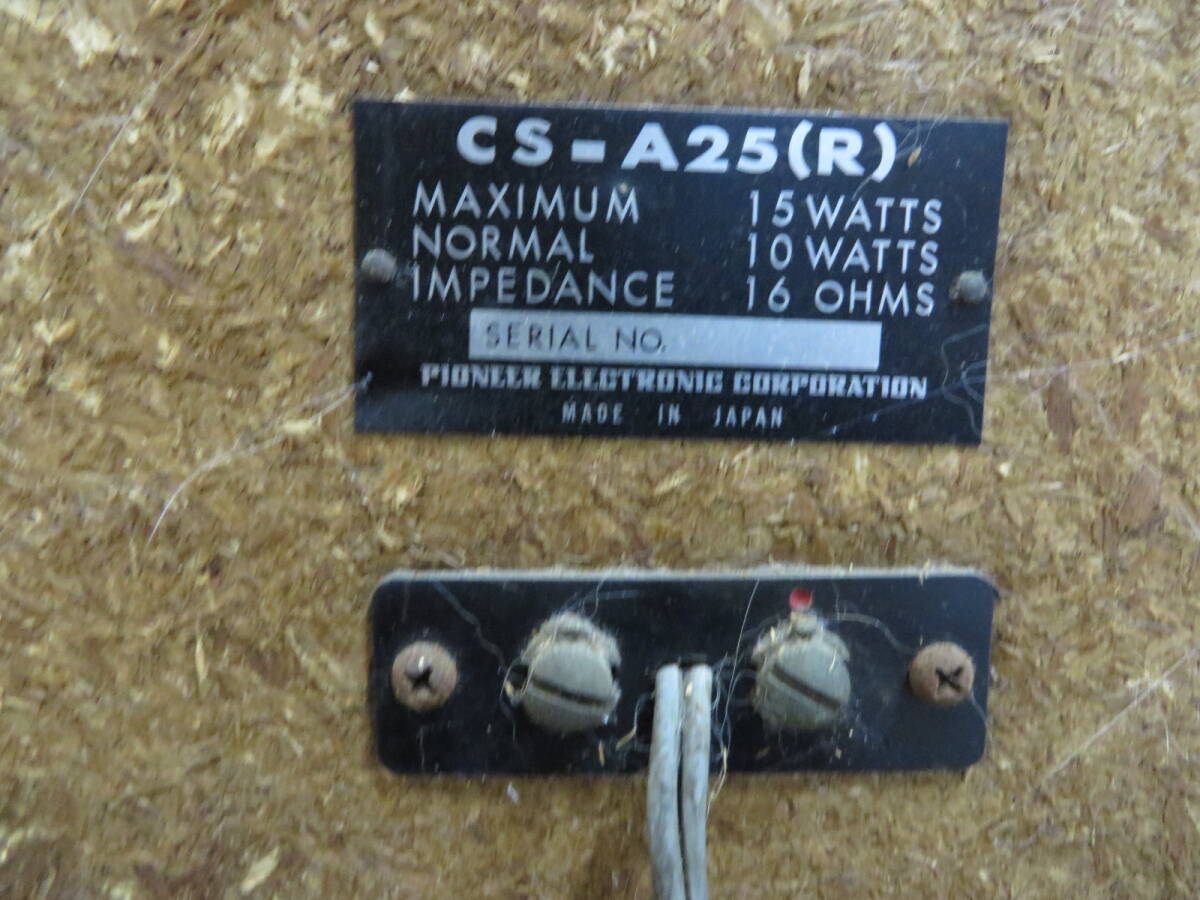 CS-A25(R)
MAXIMUM 15 WATTS
NORMAL 10 WATTS
IMPEDANCE 16 OHMS
SERIAL NO.
PIONEER ELECTRONIC CORPORATION
MADE IN JAPAN